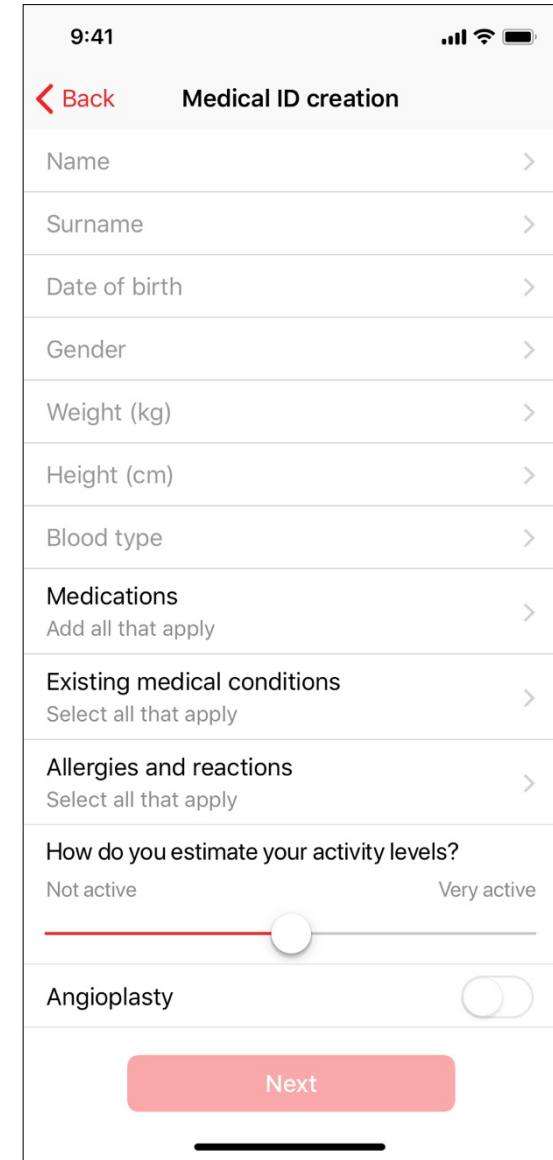 9:41
Back
Medical ID creation
Name
Surname
Date of birth
Gender
Weight (kg)
Height (cm)
Blood type
Medications
Add all that apply
Existing medical conditions
Select all that apply
Allergies and reactions
Select all that apply
How do you estimate your activity levels?
Not active
Very active
Angioplasty
Next